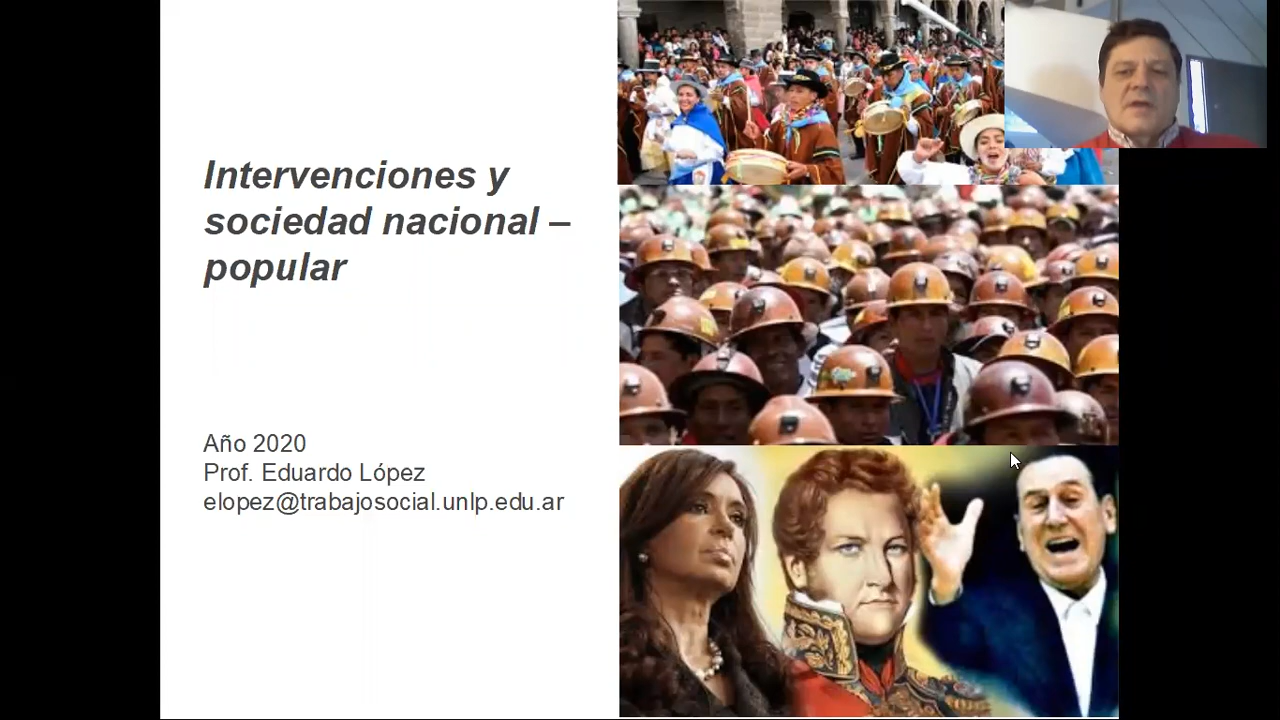 Intervenciones y
sociedad nacional –
popular
Año 2020
Prof. Eduardo López
elopez@trabajosocial.unlp.edu.ar